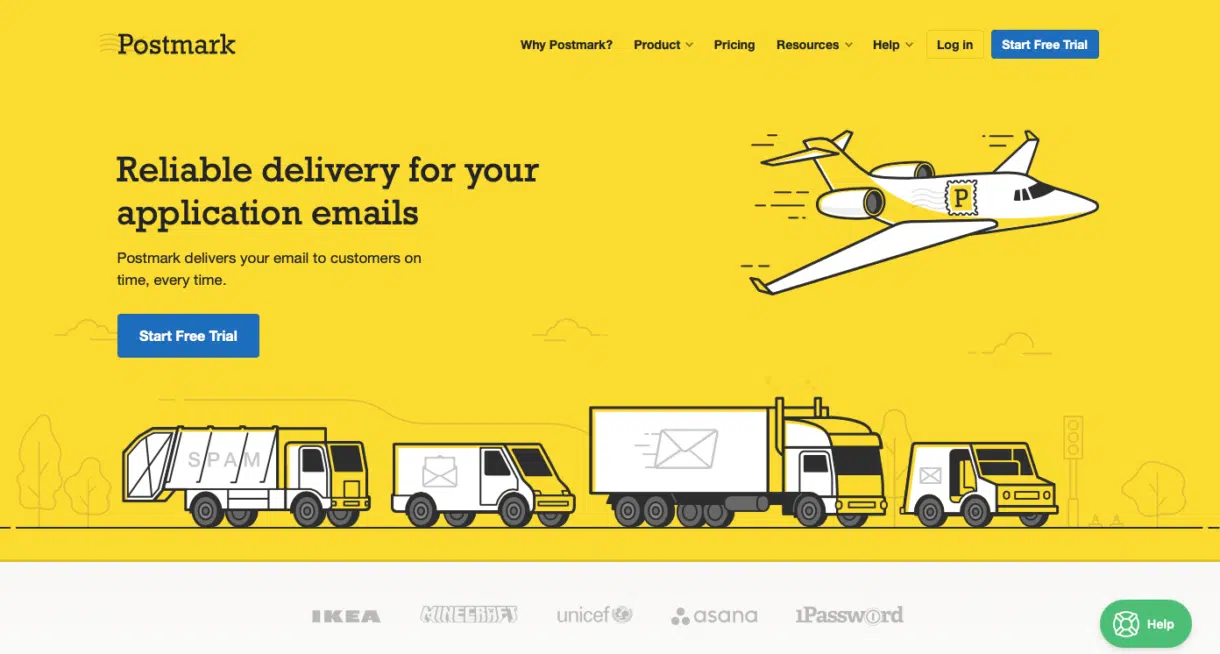 Postmark
Why Postmark? Product Pricing Resources Help Log in Start Free Trial
Reliable delivery for your
application emails
Postmark delivers your email to customers on
time, every time.
Start Free Trial
P
SPAM
IKEA MINECRAFT unicef asana 1Password
Help